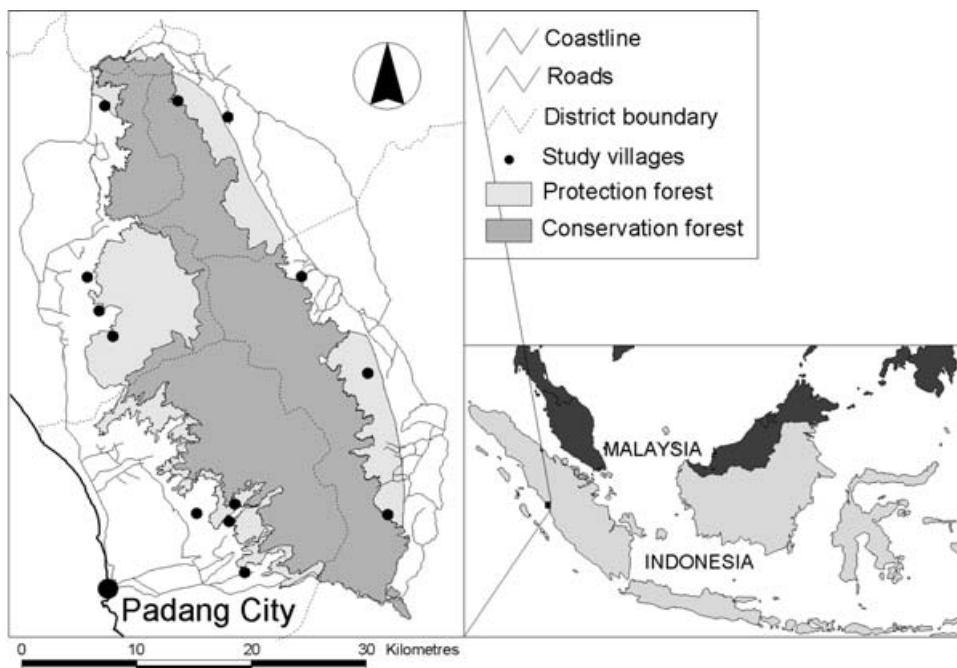 Coastline
Roads
District boundary
Study villages
Protection forest
Conservation forest
MALAYSIA
INDONESIA
Padang City
0 10 20 30 Kilometres